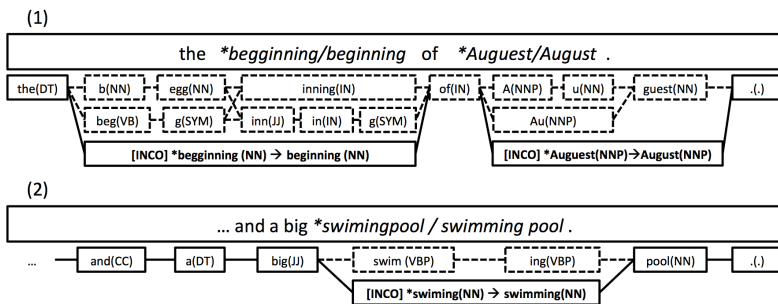 (1)
the *begginning/beginning of *Auguest/August .
the(DT) b(NN) egg(NN) inning(IN) of(IN) A(NNP) u(NN) guest(NN) .(.)
beg(VB) g(SYM) inn(JJ) in(IN) g(SYM) Au(NNP)
[INCO] *begginning (NN) → beginning (NN) [INCO] *Auguest(NNP)→August(NNP)
(2)
... and a big *swimingpool / swimming pool .
... and(CC) a(DT) big(JJ) swim (VBP) ing(VBP) pool(NN) .(.)
[INCO] *swiming(NN) → swimming(NN)